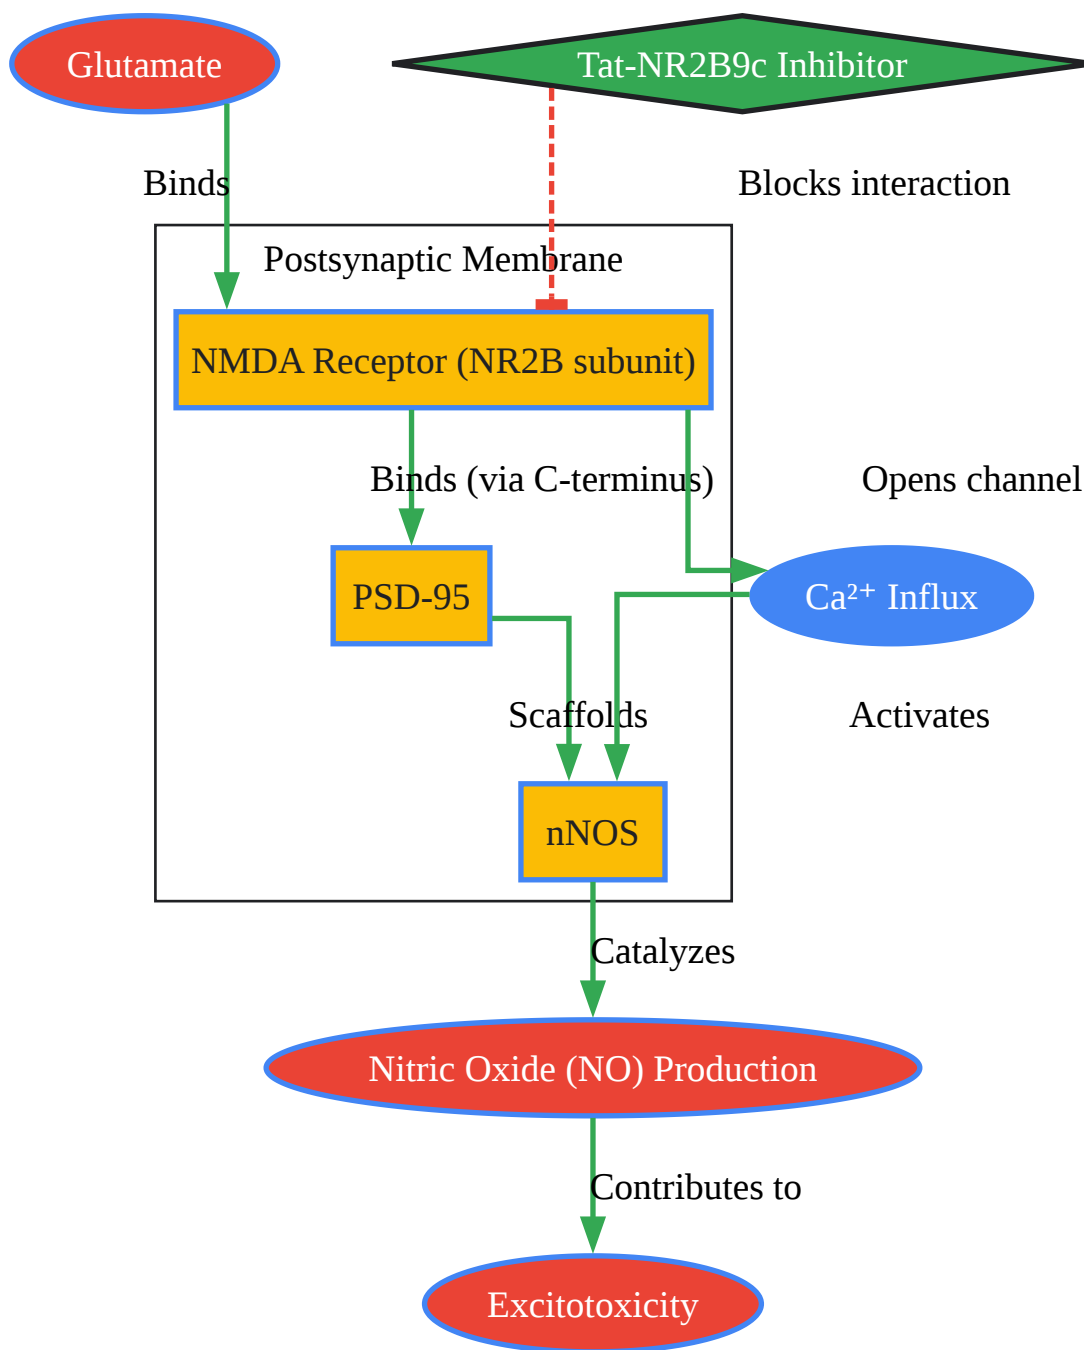 Glutamate
Tat-NR2B9c Inhibitor
Binds
Blocks interaction
Postsynaptic Membrane
NMDA Receptor (NR2B subunit)
Binds (via C-terminus)
Opens channel
PSD-95
Ca²⁺ Influx
Scaffolds
Activates
nNOS
Catalyzes
Nitric Oxide (NO) Production
Contributes to
Excitotoxicity